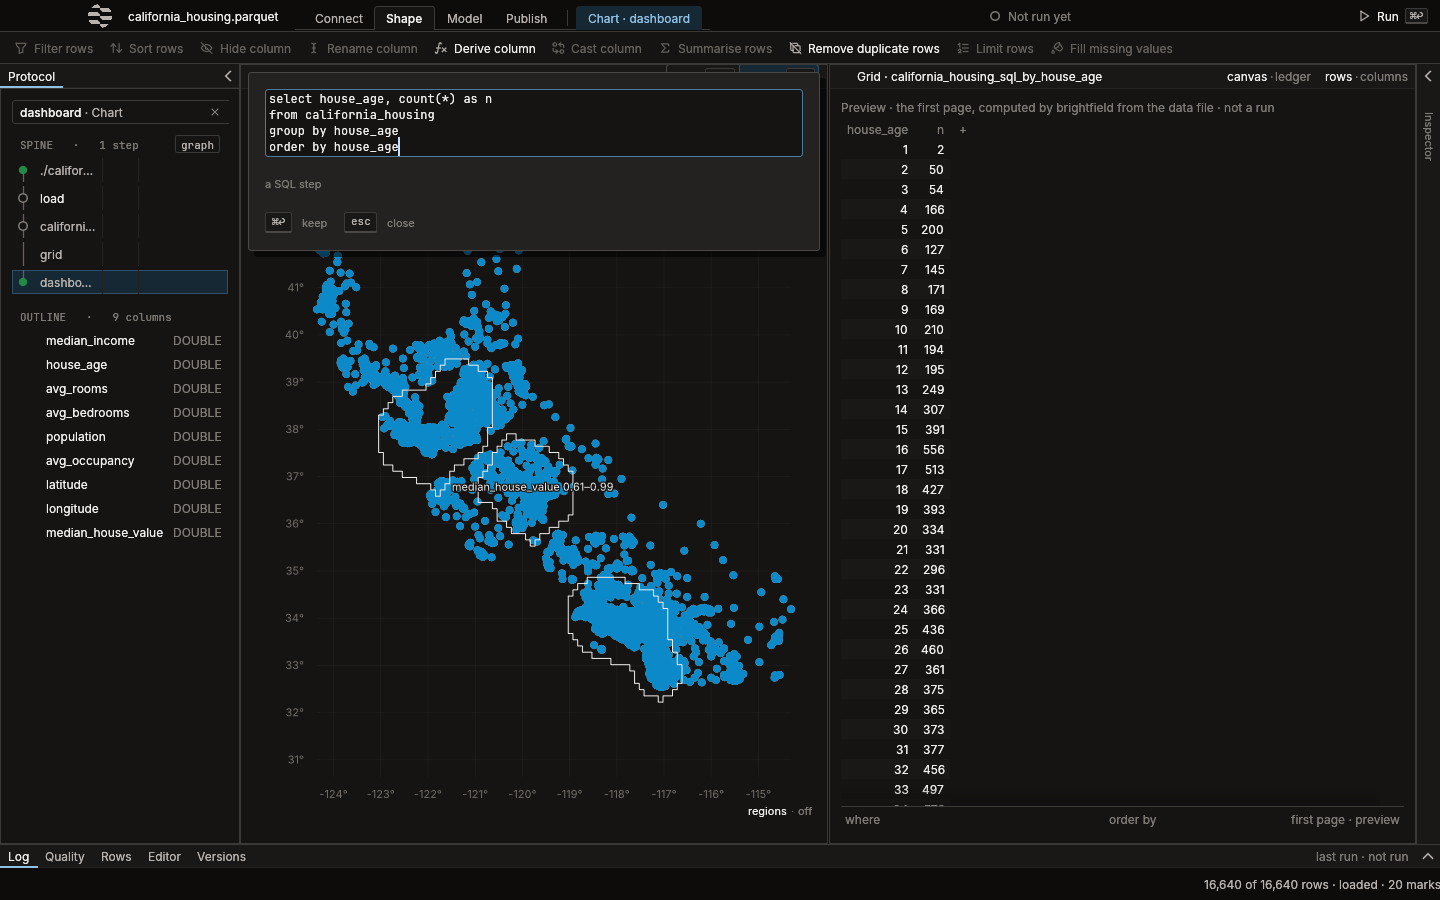 california_housing.parquet Connect Shape Model Publish Chart · dashboard Not run yet Run
Filter rows Sort rows Hide column Rename column Derive column Cast column Summarise rows Remove duplicate rows Limit rows Fill missing values
Protocol
dashboard · Chart
SPINE · 1 step graph
./califor...
load
californi...
grid
dashbo...
OUTLINE · 9 columns
median_income DOUBLE
house_age DOUBLE
avg_rooms DOUBLE
avg_bedrooms DOUBLE
population DOUBLE
avg_occupancy DOUBLE
latitude DOUBLE
longitude DOUBLE
median_house_value DOUBLE
select house_age, count(*) as n
from california_housing
group by house_age
order by house_age
a SQL step
keep esc close
41°
40°
39°
38°
37°
median_house_value 0.61–0.99
36°
35°
34°
33°
32°
31°
-124° -123° -122° -121° -120° -119° -118° -117° -116° -115°
regions · off
Grid · california_housing_sql_by_house_age canvas · ledger rows · columns
Preview · the first page, computed by brightfield from the data file · not a run
house_age n +
1 2
2 50
3 54
4 166
5 200
6 127
7 145
8 171
9 169
10 210
11 194
12 195
13 249
14 307
15 391
16 556
17 513
18 427
19 393
20 334
21 331
22 296
23 331
24 366
25 436
26 460
27 361
28 375
29 365
30 373
31 377
32 456
33 497
where order by first page · preview
Inspector
Log Quality Rows Editor Versions last run · not run
16,640 of 16,640 rows · loaded · 20 marks